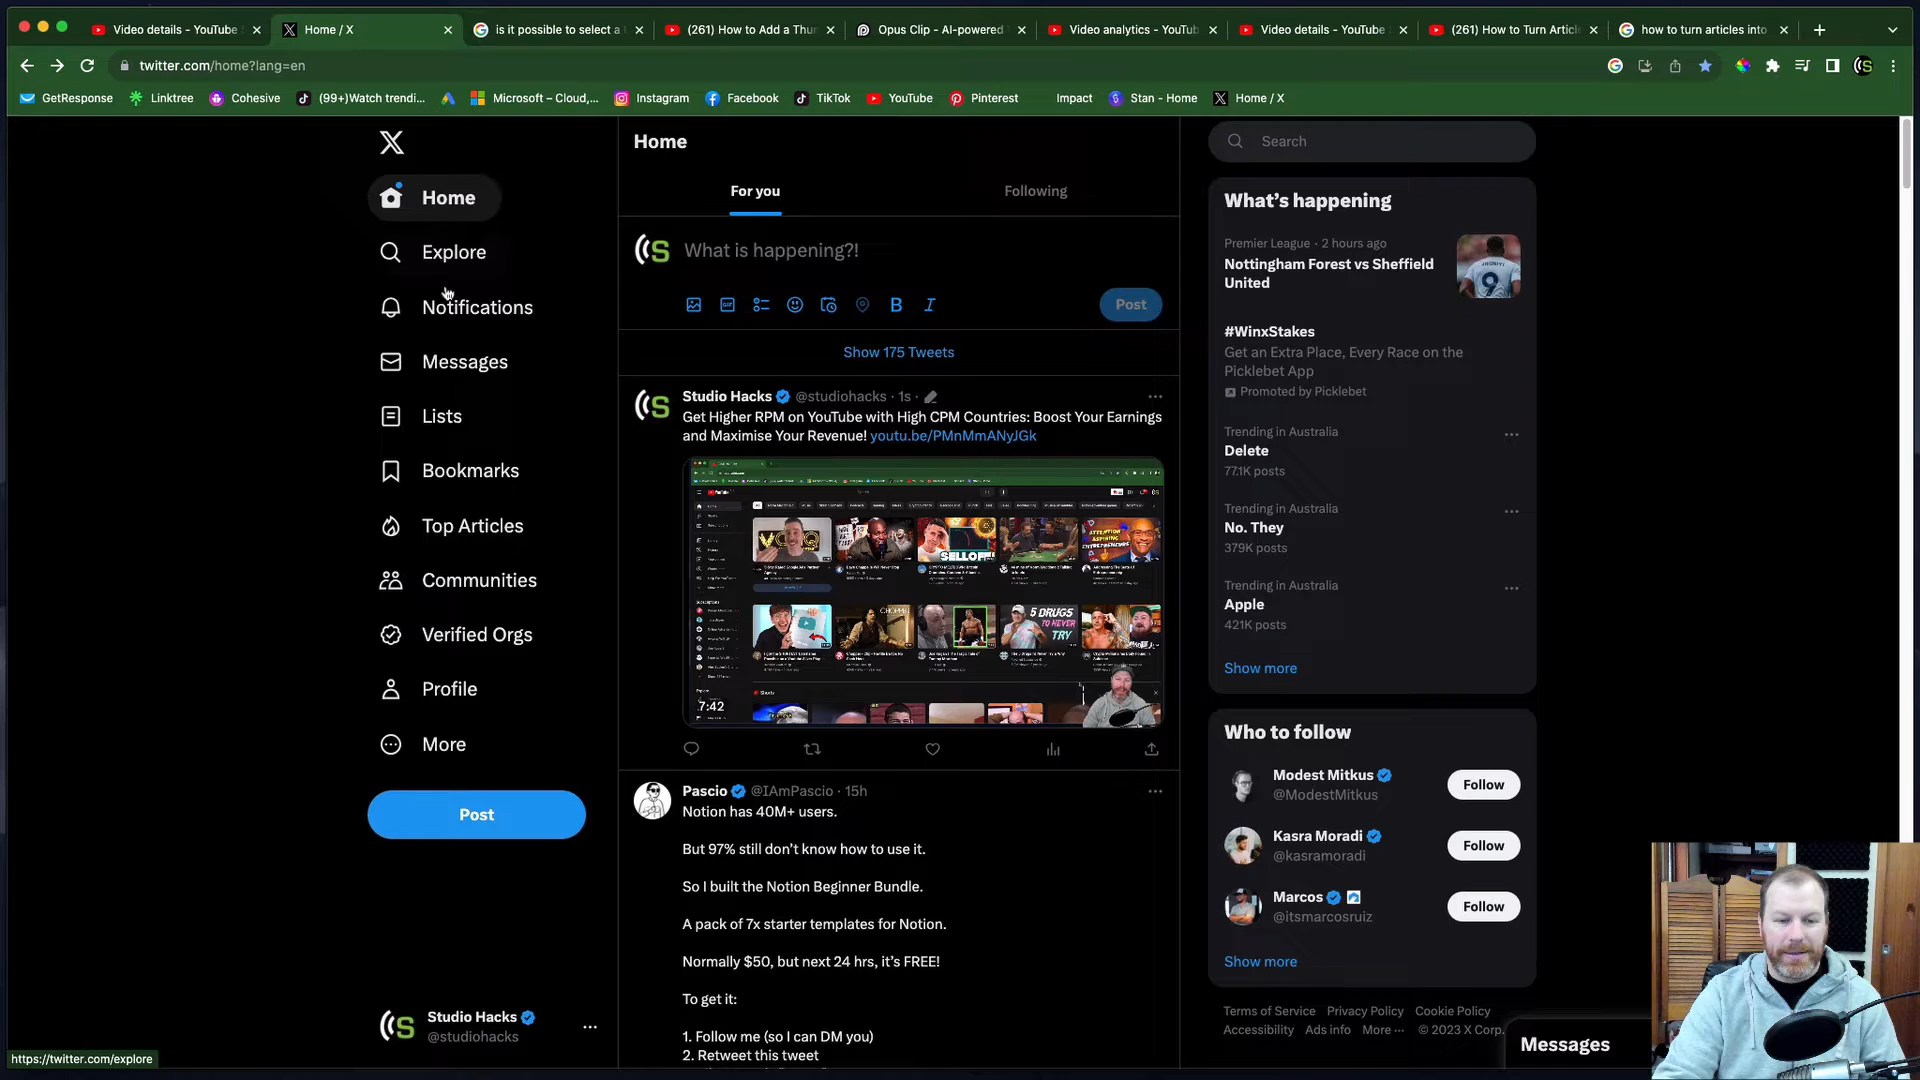 Video details - YouTube
Home / X
is it possible to select a t
(261) How to Add a Thum
Opus Clip - AI-powered
Video analytics - YouTub
Video details - YouTube
(261) How to Turn Articl
how to turn articles into
twitter.com/home?lang=en
GetResponse
Linktree
Cohesive
(99+)Watch trendi...
Microsoft – Cloud,...
Instagram
Facebook
TikTok
YouTube
Pinterest
Impact
Stan - Home
Home / X
Home
Explore
Notifications
Messages
Lists
Bookmarks
Top Articles
Communities
Verified Orgs
Profile
More
Post
Studio Hacks
@studiohacks
https://twitter.com/explore
Home
For you
Following
What is happening?!
GIF
B I
Post
Show 175 Tweets
Studio Hacks @studiohacks · 1s ·
Get Higher RPM on YouTube with High CPM Countries: Boost Your Earnings
and Maximise Your Revenue! youtu.be/PMnMmANyJGk
SELLOFF
ATTENTION
ASPIRING
ENTREPRENEURS
CHOPPER
5 DRUGS
TO NEVER
TRY
7:42
Pascio @IAmPascio · 15h
Notion has 40M+ users.
But 97% still don't know how to use it.
So I built the Notion Beginner Bundle.
A pack of 7x starter templates for Notion.
Normally $50, but next 24 hrs, it's FREE!
To get it:
1. Follow me (so I can DM you)
2. Retweet this tweet
Search
What's happening
Premier League · 2 hours ago
Nottingham Forest vs Sheffield
United
#WinxStakes
Get an Extra Place, Every Race on the
Picklebet App
Promoted by Picklebet
Trending in Australia
Delete
77.1K posts
Trending in Australia
No. They
379K posts
Trending in Australia
Apple
421K posts
Show more
Who to follow
Modest Mitkus
@ModestMitkus
Follow
Kasra Moradi
@kasramoradi
Follow
Marcos
@itsmarcosruiz
Follow
Show more
Terms of Service Privacy Policy Cookie Policy
Accessibility Ads info More ··· © 2023 X Corp.
Messages